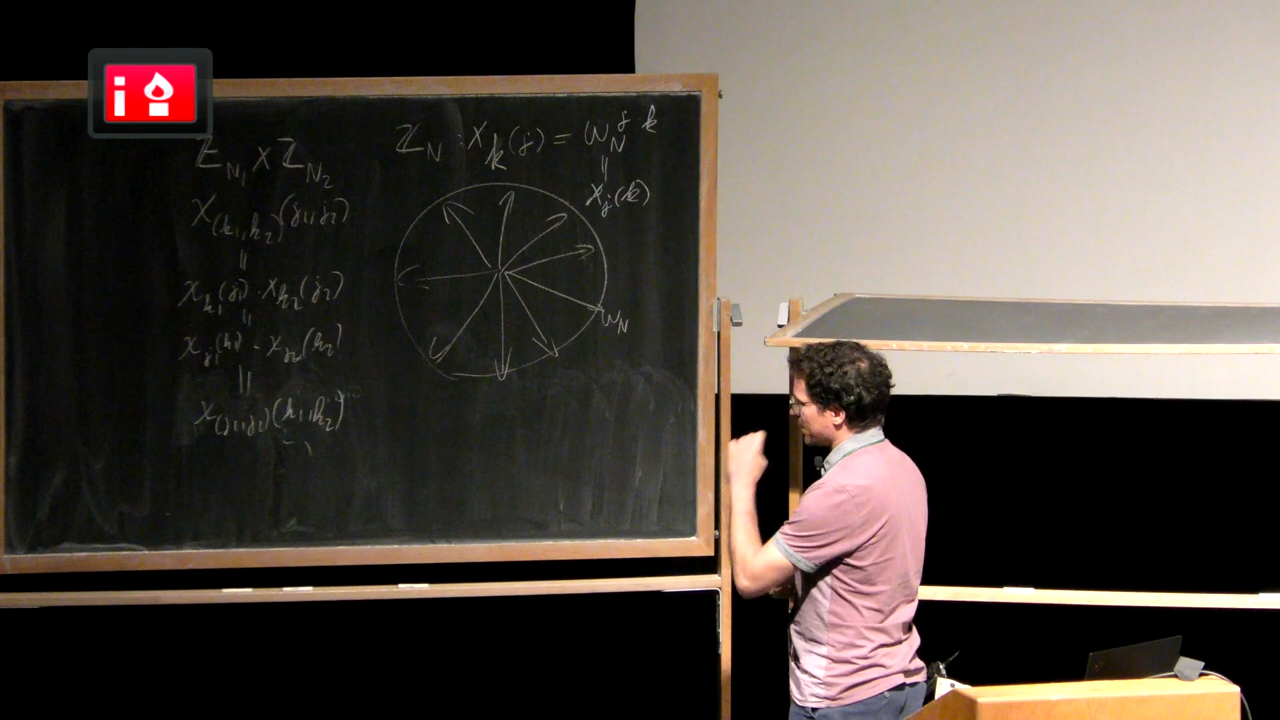 i
ℤ_{N_1} × ℤ_{N_2}
χ_{(k_1,k_2)}(j_1,j_2)
=
χ_{k_1}(j_1) · χ_{k_2}(j_2)
=
χ_{j_1}(k_1) · χ_{j_2}(k_2)
=
χ_{(j_1,j_2)}(k_1,k_2)
ℤ_N : χ_k(j) = ω_N^{j·k}
=
χ_j(k)
ω_N